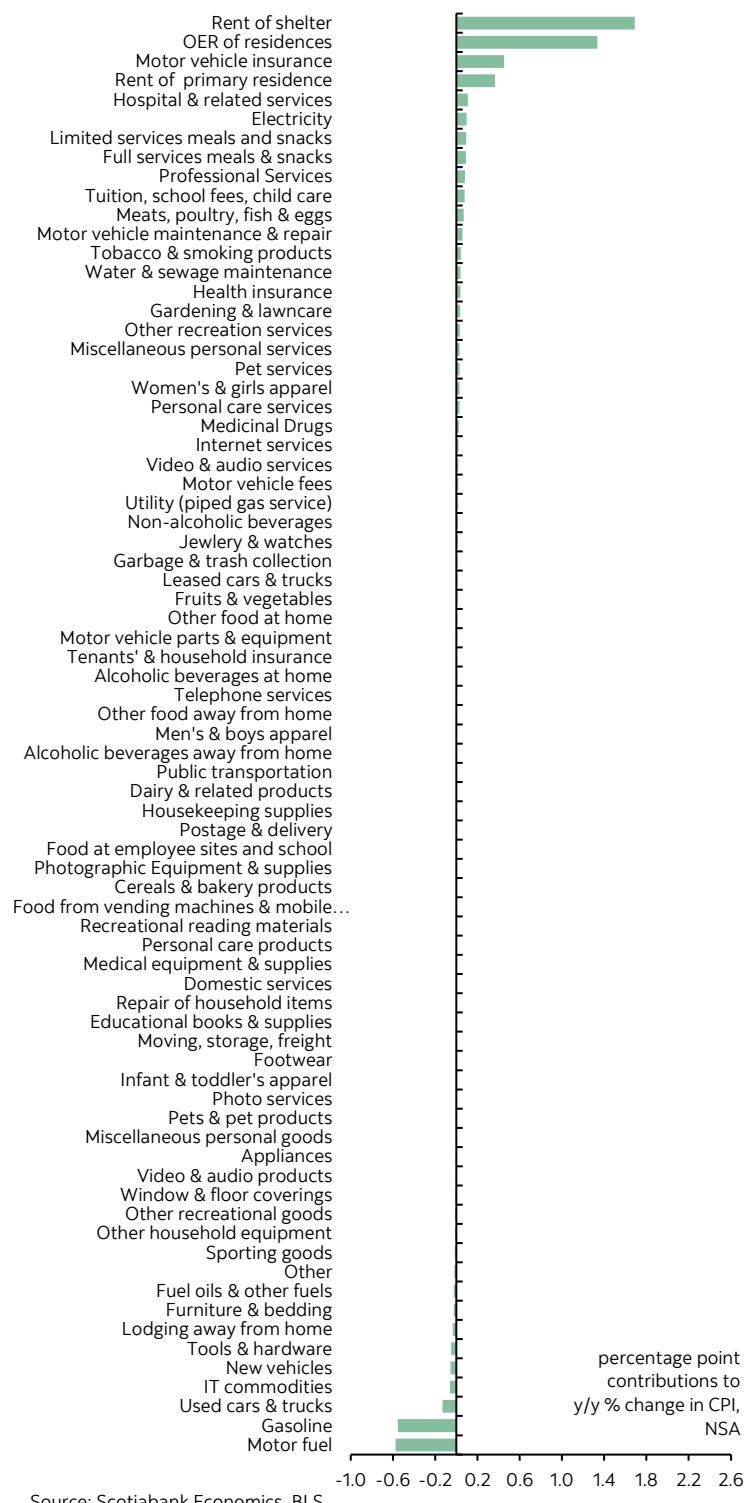 Rent of shelter
OER of residences
Motor vehicle insurance
Rent of primary residence
Hospital & related services
Electricity
Limited services meals and snacks
Full services meals & snacks
Professional Services
Tuition, school fees, child care
Meats, poultry, fish & eggs
Motor vehicle maintenance & repair
Tobacco & smoking products
Water & sewage maintenance
Health insurance
Gardening & lawncare
Other recreation services
Miscellaneous personal services
Pet services
Women's & girls apparel
Personal care services
Medicinal Drugs
Internet services
Video & audio services
Motor vehicle fees
Utility (piped gas service)
Non-alcoholic beverages
Jewlery & watches
Garbage & trash collection
Leased cars & trucks
Fruits & vegetables
Other food at home
Motor vehicle parts & equipment
Tenants' & household insurance
Alcoholic beverages at home
Telephone services
Other food away from home
Men's & boys apparel
Alcoholic beverages away from home
Public transportation
Dairy & related products
Housekeeping supplies
Postage & delivery
Food at employee sites and school
Photographic Equipment & supplies
Cereals & bakery products
Food from vending machines & mobile…
Recreational reading materials
Personal care products
Medical equipment & supplies
Domestic services
Repair of household items
Educational books & supplies
Moving, storage, freight
Footwear
Infant & toddler's apparel
Photo services
Pets & pet products
Miscellaneous personal goods
Appliances
Video & audio products
Window & floor coverings
Other recreational goods
Other household equipment
Sporting goods
Other
Fuel oils & other fuels
Furniture & bedding
Lodging away from home
Tools & hardware
New vehicles
IT commodities
Used cars & trucks
Gasoline
Motor fuel
percentage point
contributions to
y/y % change in CPI,
NSA
-1.0 -0.6 -0.2 0.2 0.6 1.0 1.4 1.8 2.2 2.6
Source: Scotiabank Economics, BLS